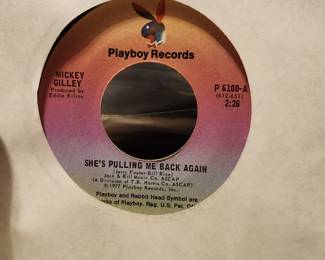 Playboy Records
MICKEY
GILLEY
Produced by
Eddie Kilroy
P 6100-A
(612-651)
2:26
SHE'S PULLING ME BACK AGAIN
(Jerry Foster-Bill Rice)
Jack & Bill Music Co. ASCAP
(A Division of T.B. Harms Co. ASCAP)
℗1977 Playboy Records, Inc.
Playboy and Rabbit Head Symbol are
rks of Playboy. Reg. U.S. Pat.